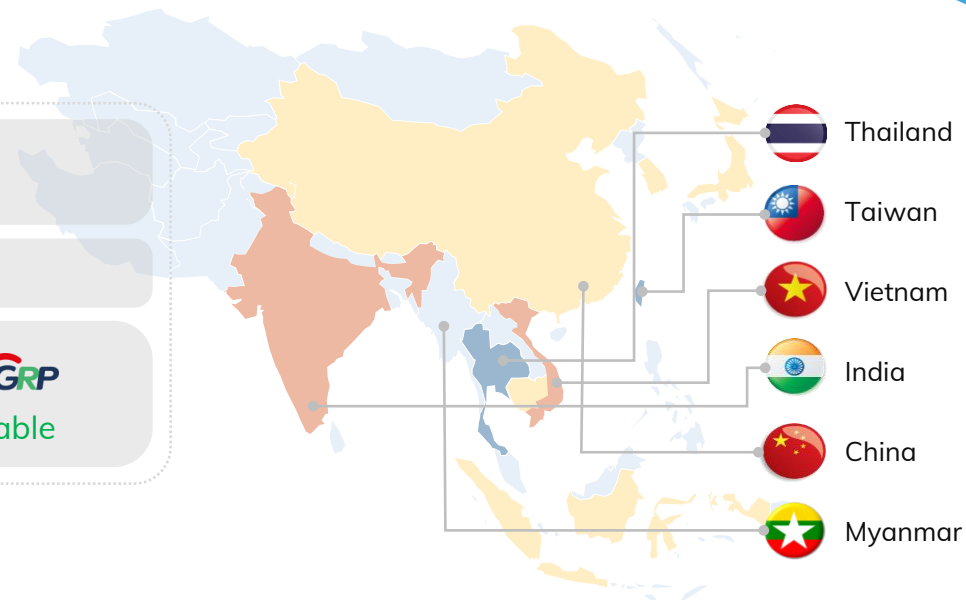 Thailand
Taiwan
Vietnam
India
GRP
able
China
Myanmar